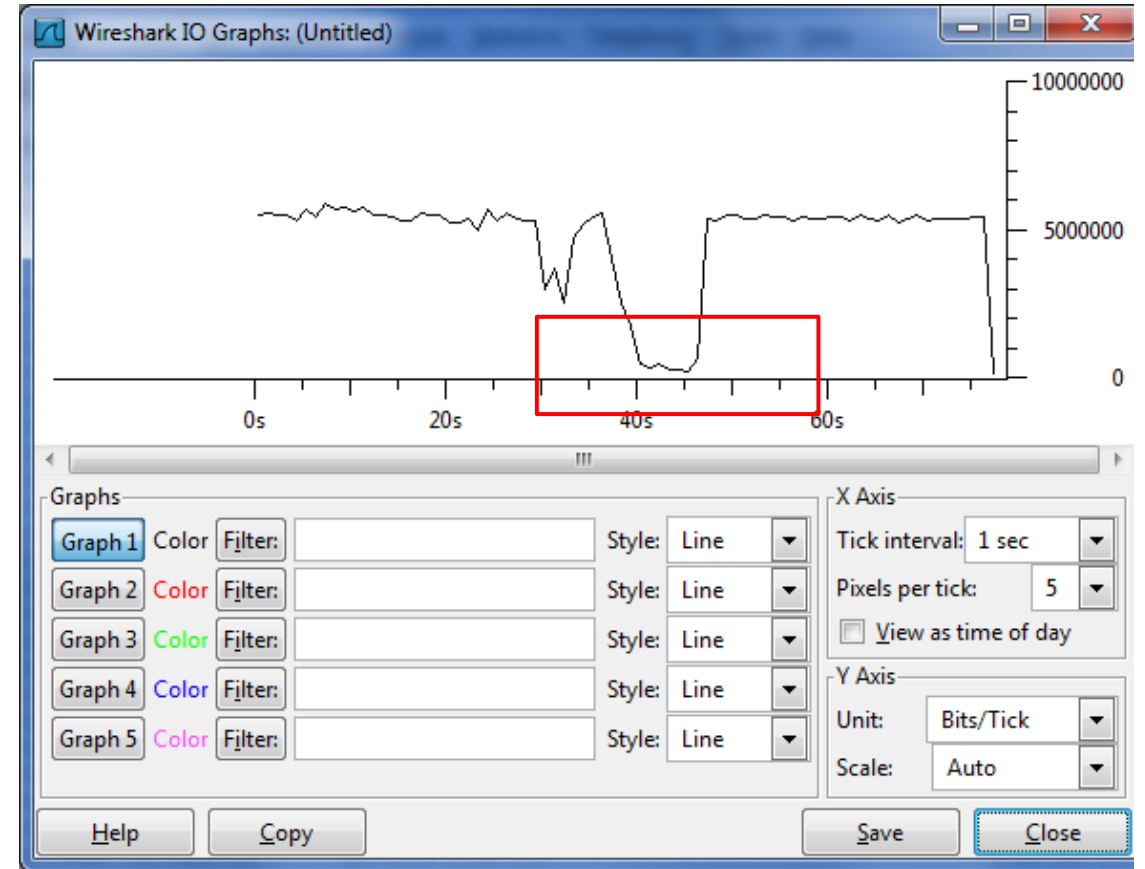 Wireshark IO Graphs: (Untitled)
10000000
5000000
0
0s 20s 40s 60s
Graphs
Graph 1 Color Filter: Style: Line
Graph 2 Color Filter: Style: Line
Graph 3 Color Filter: Style: Line
Graph 4 Color Filter: Style: Line
Graph 5 Color Filter: Style: Line
X Axis
Tick interval: 1 sec
Pixels per tick: 5
View as time of day
Y Axis
Unit: Bits/Tick
Scale: Auto
Help Copy Save Close